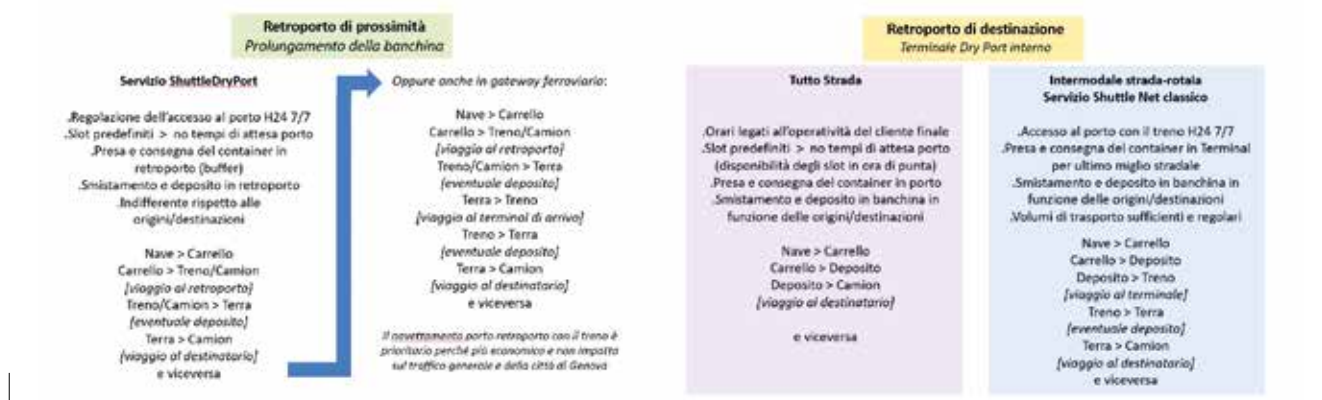 Retroporto di prossimità
Prolungamento della banchina
Servizio ShuttleDryPort
.Regolazione dell'accesso al porto H24 7/7
.Slot predefiniti > no tempi di attesa porto
.Presa e consegna del container in
retroporto (buffer)
.Smistamento e deposito in retroporto
.Indifferente rispetto alle
origini/destinazioni
Nave > Carrello
Carrello > Treno/Camion
[viaggio al retroporto]
Treno/Camion > Terra
[eventuale deposito]
Terra > Camion
[viaggio al destinatario]
e viceversa
Oppure anche in gateway ferroviario:
Nave > Carrello
Carrello > Treno/Camion
[viaggio al retroporto]
Treno/Camion > Terra
[eventuale deposito]
Terra > Treno
[viaggio al terminal di arrivo]
Treno > Terra
[eventuale deposito]
Terra > Camion
[viaggio al destinatario]
e viceversa
Il navettamento porto retroporto con il treno è
prioritario perché più economico e non impatta
sul traffico generale e della città di Genova
Retroporto di destinazione
Terminale Dry Port interno
Tutto Strada
.Orari legati all'operatività del cliente finale
.Slot predefiniti > no tempi di attesa porto
(disponibilità degli slot in ora di punta)
.Presa e consegna del container in porto
.Smistamento e deposito in banchina in
funzione delle origini/destinazioni
Nave > Carrello
Carrello > Deposito
Deposito > Camion
[viaggio al destinatario]
e viceversa
Intermodale strada-rotaia
Servizio Shuttle Net classico
.Accesso al porto con il treno H24 7/7
.Presa e consegna del container in Terminal
per ultimo miglio stradale
.Smistamento e deposito in banchina in
funzione delle origini/destinazioni
.Volumi di trasporto sufficienti e regolari
Nave > Carrello
Carrello > Deposito
Deposito > Treno
[viaggio al terminale]
Treno > Terra
[eventuale deposito]
Terra > Camion
[viaggio al destinatario]
e viceversa